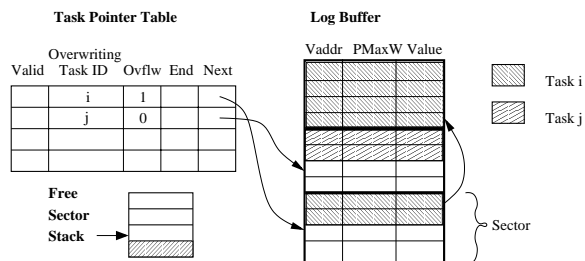 Task Pointer Table
Log Buffer
Overwriting
Valid Task ID Ovflw End Next
Vaddr PMaxW Value
i 1
j 0
Task i
Task j
Free
Sector
Stack
Sector